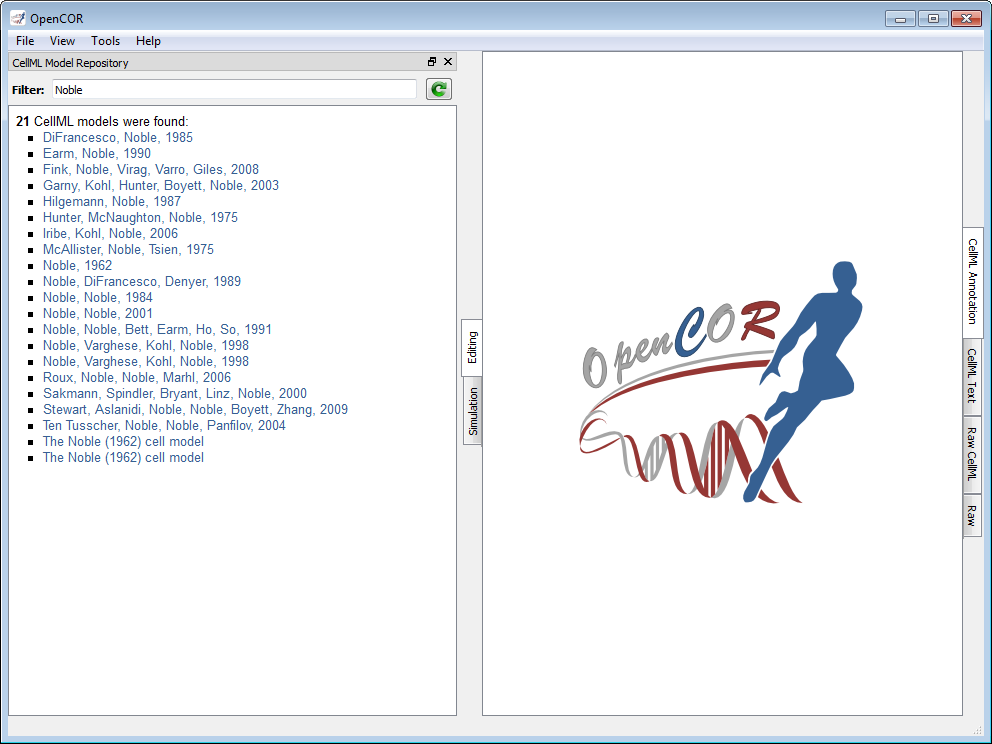 OpenCOR
File View Tools Help
CellML Model Repository
Filter: Noble
21 CellML models were found:
DiFrancesco, Noble, 1985
Earm, Noble, 1990
Fink, Noble, Virag, Varro, Giles, 2008
Garny, Kohl, Hunter, Boyett, Noble, 2003
Hilgemann, Noble, 1987
Hunter, McNaughton, Noble, 1975
Iribe, Kohl, Noble, 2006
McAllister, Noble, Tsien, 1975
Noble, 1962
Noble, DiFrancesco, Denyer, 1989
Noble, Noble, 1984
Noble, Noble, 2001
Noble, Noble, Bett, Earm, Ho, So, 1991
Noble, Varghese, Kohl, Noble, 1998
Noble, Varghese, Kohl, Noble, 1998
Roux, Noble, Noble, Marhl, 2006
Sakmann, Spindler, Bryant, Linz, Noble, 2000
Stewart, Aslanidi, Noble, Noble, Boyett, Zhang, 2009
Ten Tusscher, Noble, Noble, Panfilov, 2004
The Noble (1962) cell model
The Noble (1962) cell model
Editing
Simulation
OpenCOR
CellML Annotation
CellML Text
Raw CellML
Raw